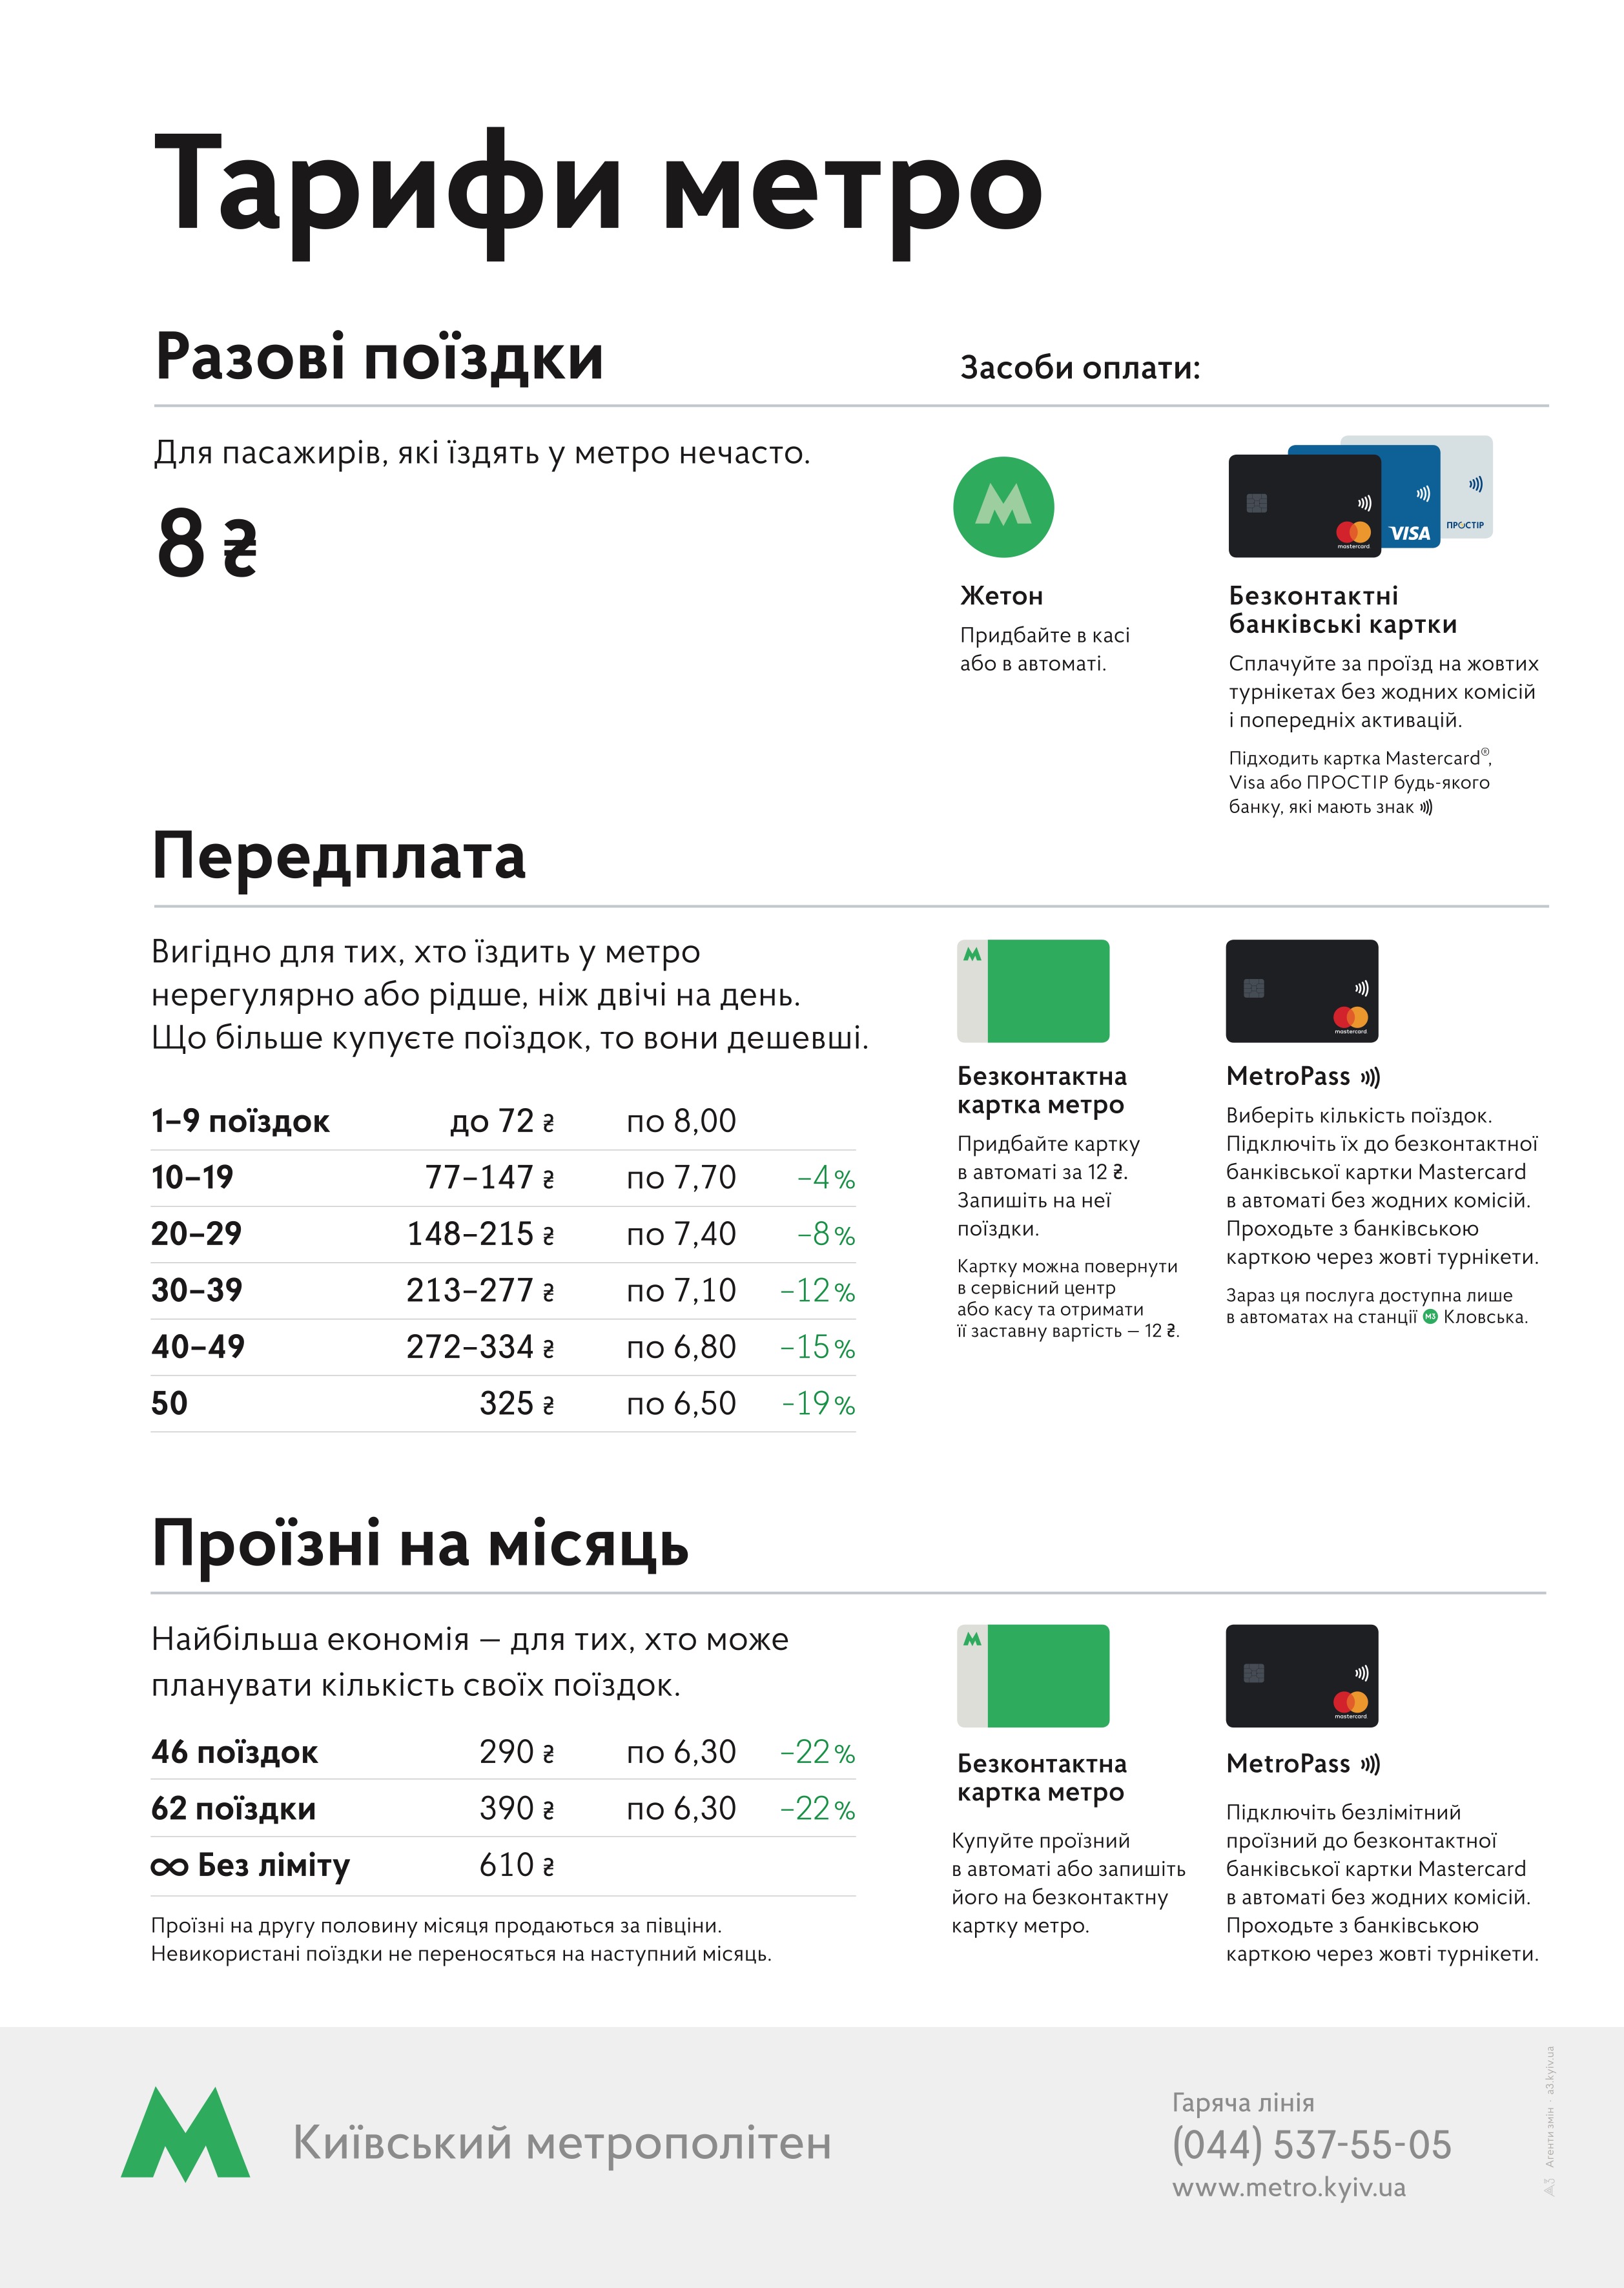 Тарифи метро
Разові поїздки
Засоби оплати:
Для пасажирів, які їздять у метро нечасто.
8 ₴
mastercard
VISA
ПРОСТІР
Жетон
Придбайте в касі
або в автоматі.
Безконтактні
банківські картки
Сплачуйте за проїзд на жовтих
турнікетах без жодних комісій
і попередніх активацій.
Підходить картка Mastercard®,
Visa або ПРОСТІР будь-якого
банку, які мають знак
Передплата
Вигідно для тих, хто їздить у метро
нерегулярно або рідше, ніж двічі на день.
Що більше купуєте поїздок, то вони дешевші.
1–9 поїздок до 72 ₴ по 8,00
10–19 77–147 ₴ по 7,70 –4%
20–29 148–215 ₴ по 7,40 –8%
30–39 213–277 ₴ по 7,10 –12%
40–49 272–334 ₴ по 6,80 –15%
50 325 ₴ по 6,50 –19%
Безконтактна
картка метро
Придбайте картку
в автоматі за 12 ₴.
Запишіть на неї
поїздки.
Картку можна повернути
в сервісний центр
або касу та отримати
її заставну вартість – 12 ₴.
mastercard
MetroPass
Виберіть кількість поїздок.
Підключіть їх до безконтактної
банківської картки Mastercard
в автоматі без жодних комісій.
Проходьте з банківською
карткою через жовті турнікети.
Зараз ця послуга доступна лише
в автоматах на станції М3 Кловська.
Проїзні на місяць
Найбільша економія – для тих, хто може
планувати кількість своїх поїздок.
46 поїздок 290 ₴ по 6,30 –22%
62 поїздки 390 ₴ по 6,30 –22%
∞ Без ліміту 610 ₴
Проїзні на другу половину місяця продаються за півціни.
Невикористані поїздки не переносяться на наступний місяць.
Безконтактна
картка метро
Купуйте проїзний
в автоматі або запишіть
його на безконтактну
картку метро.
mastercard
MetroPass
Підключіть безлімітний
проїзний до безконтактної
банківської картки Mastercard
в автоматі без жодних комісій.
Проходьте з банківською
карткою через жовті турнікети.
Київський метрополітен
Гаряча лінія
(044) 537-55-05
www.metro.kyiv.ua
Агенти змін · a3.kyiv.ua